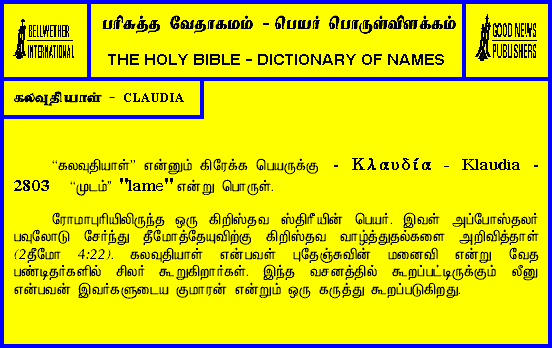 BELLWETHER
INTERNATIONAL
பரிசுத்த வேதாகமம் - பெயர் பொருள்விளக்கம்
THE HOLY BIBLE - DICTIONARY OF NAMES
GOOD NEWS
PUBLISHERS
கலவுதியாள் - CLAUDIA
“கலவுதியாள்” என்னும் கிரேக்க பெயருக்கு - Κλαυδία - Klaudia -
2803 “முடம்” "lame" என்று பொருள்.
ரோமாபுரியிலிருந்த ஒரு கிறிஸ்தவ ஸ்திரீயின் பெயர். இவள் அப்போஸ்தலர்
பவுலோடு சேர்ந்து தீமோத்தேயுவிற்கு கிறிஸ்தவ வாழ்த்துதல்களை அறிவித்தாள்
(2தீமோ 4:22). கலவுதியாள் என்பவள் புதேஞ்சுவின் மனைவி என்று வேத
பண்டிதர்களில் சிலர் கூறுகிறார்கள். இந்த வசனத்தில் கூறப்பட்டிருக்கும் லீனு
என்பவன் இவர்களுடைய குமாரன் என்றும் ஒரு கருத்து கூறப்படுகிறது.